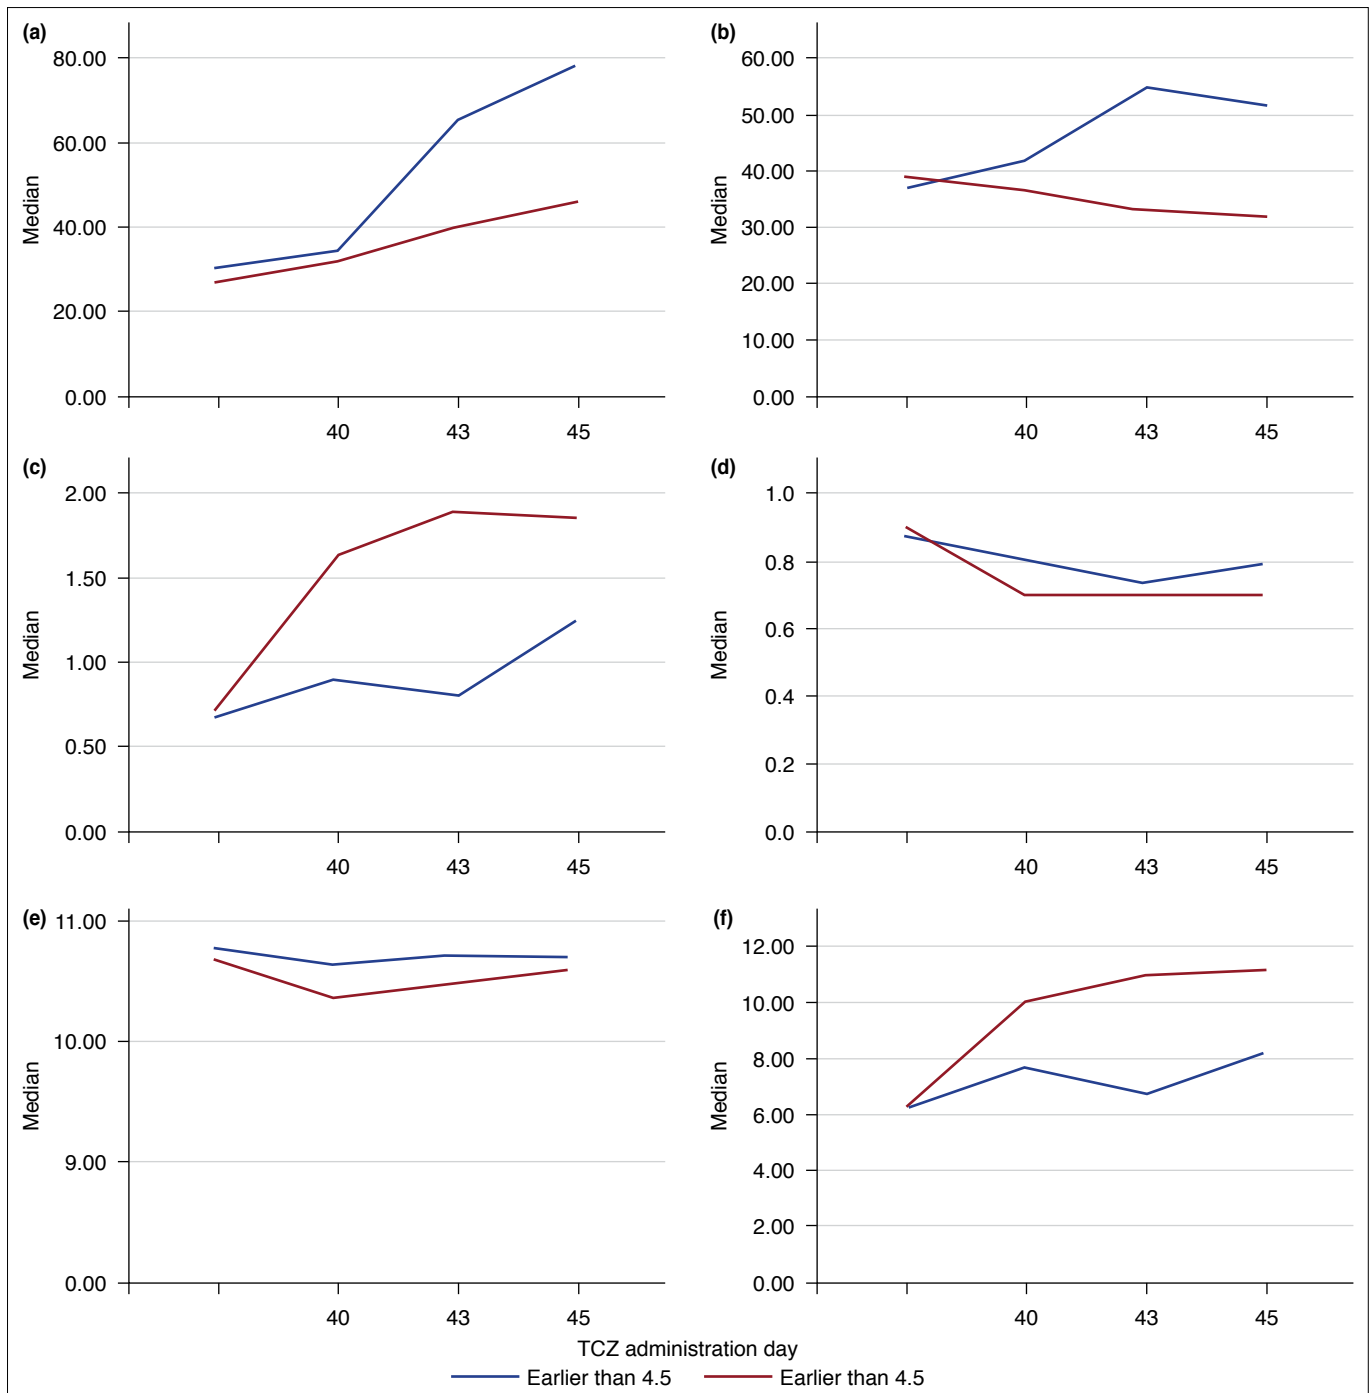 (a)
80.00
60.00
40.00
20.00
0.00
Median
40 43 45
(b)
60.00
50.00
40.00
30.00
20.00
10.00
0.00
Median
40 43 45
(c)
2.00
1.50
1.00
0.50
0.00
Median
40 43 45
(d)
1.0
0.8
0.6
0.4
0.2
0.0
Median
40 43 45
(e)
11.00
10.00
9.00
0.00
Median
40 43 45
(f)
12.00
10.00
8.00
6.00
4.00
2.00
0.00
Median
40 43 45
TCZ administration day
Earlier than 4.5 Earlier than 4.5